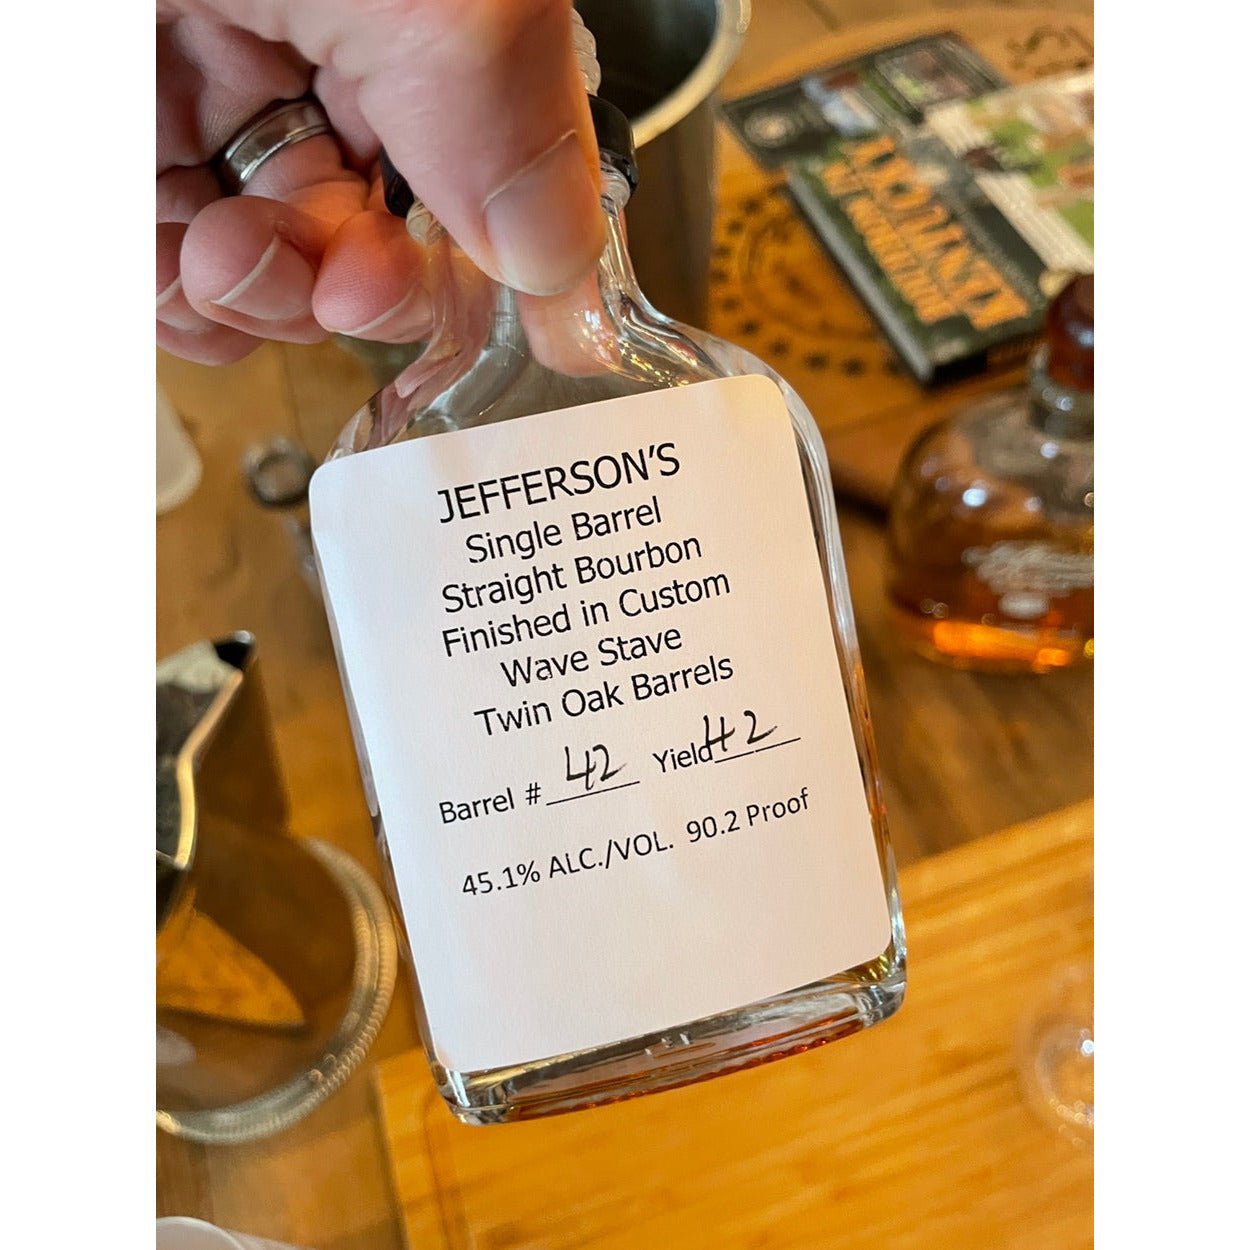 JEFFERSON'S
Single Barrel
Straight Bourbon
Finished in Custom
Wave Stave
Twin Oak Barrels
Barrel # 42 Yield 42
45.1% ALC./VOL. 90.2 Proof